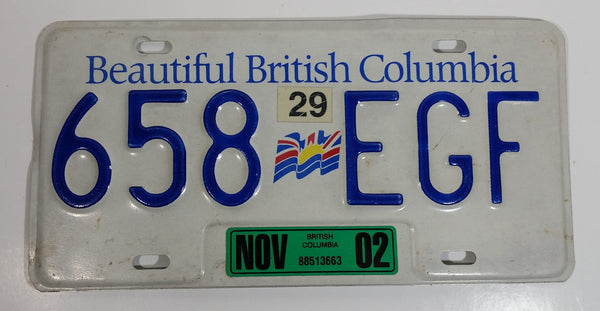 Beautiful British Columbia
29
658 EGF
NOV BRITISH COLUMBIA 88513663 02